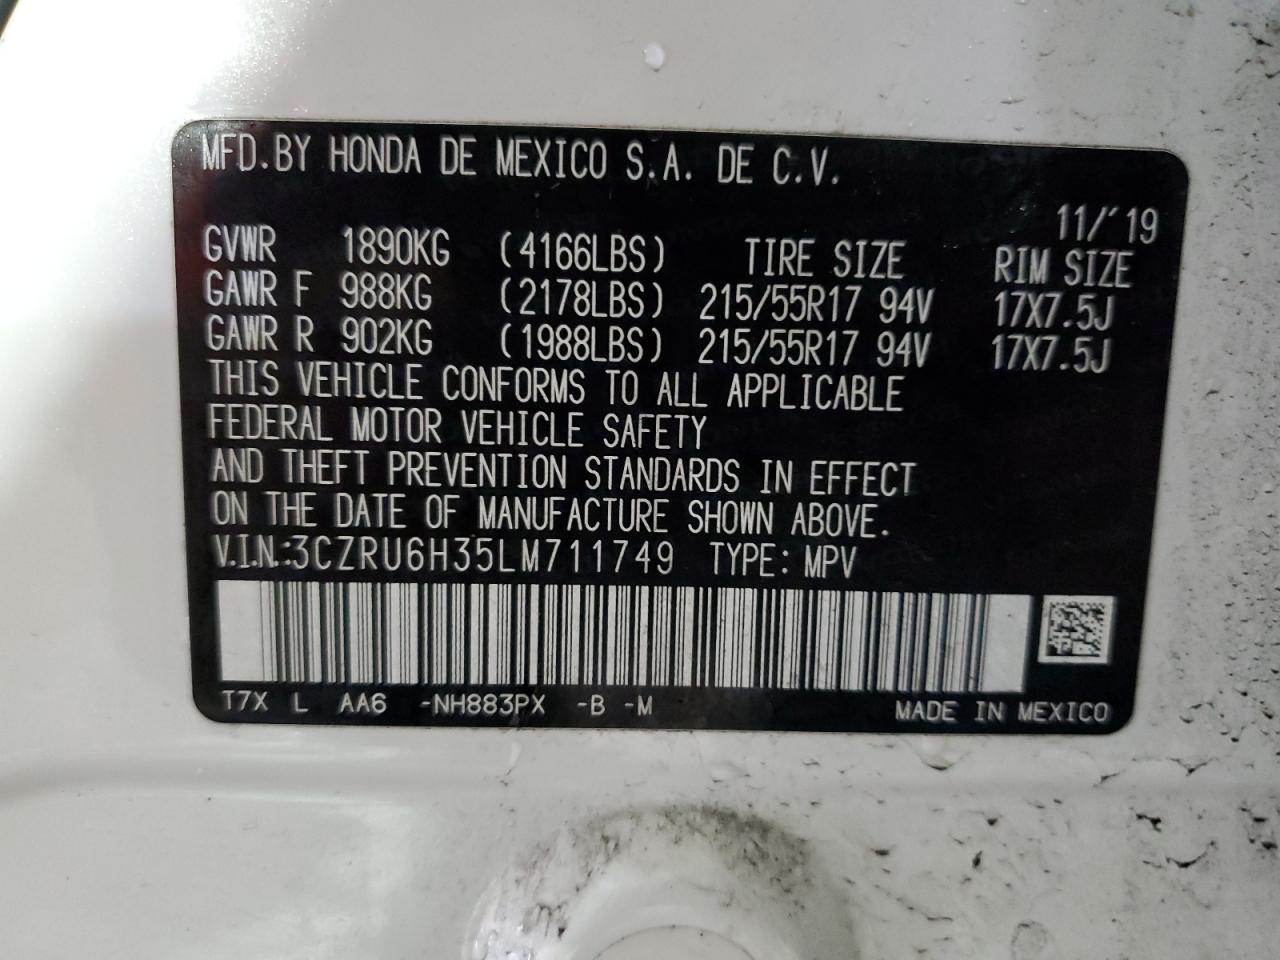 MFD. BY HONDA DE MEXICO S.A. DE C.V.
11/'19
GVWR 1890KG (4166LBS) TIRE SIZE RIM SIZE
GAWR F 988KG (2178LBS) 215/55R17 94V 17X7.5J
GAWR R 902KG (1988LBS) 215/55R17 94V 17X7.5J
THIS VEHICLE CONFORMS TO ALL APPLICABLE
FEDERAL MOTOR VEHICLE SAFETY
AND THEFT PREVENTION STANDARDS IN EFFECT
ON THE DATE OF MANUFACTURE SHOWN ABOVE.
V.I.N.:3CZRU6H35LM711749 TYPE: MPV
T7X L AA6 -NH883PX -B -M MADE IN MEXICO